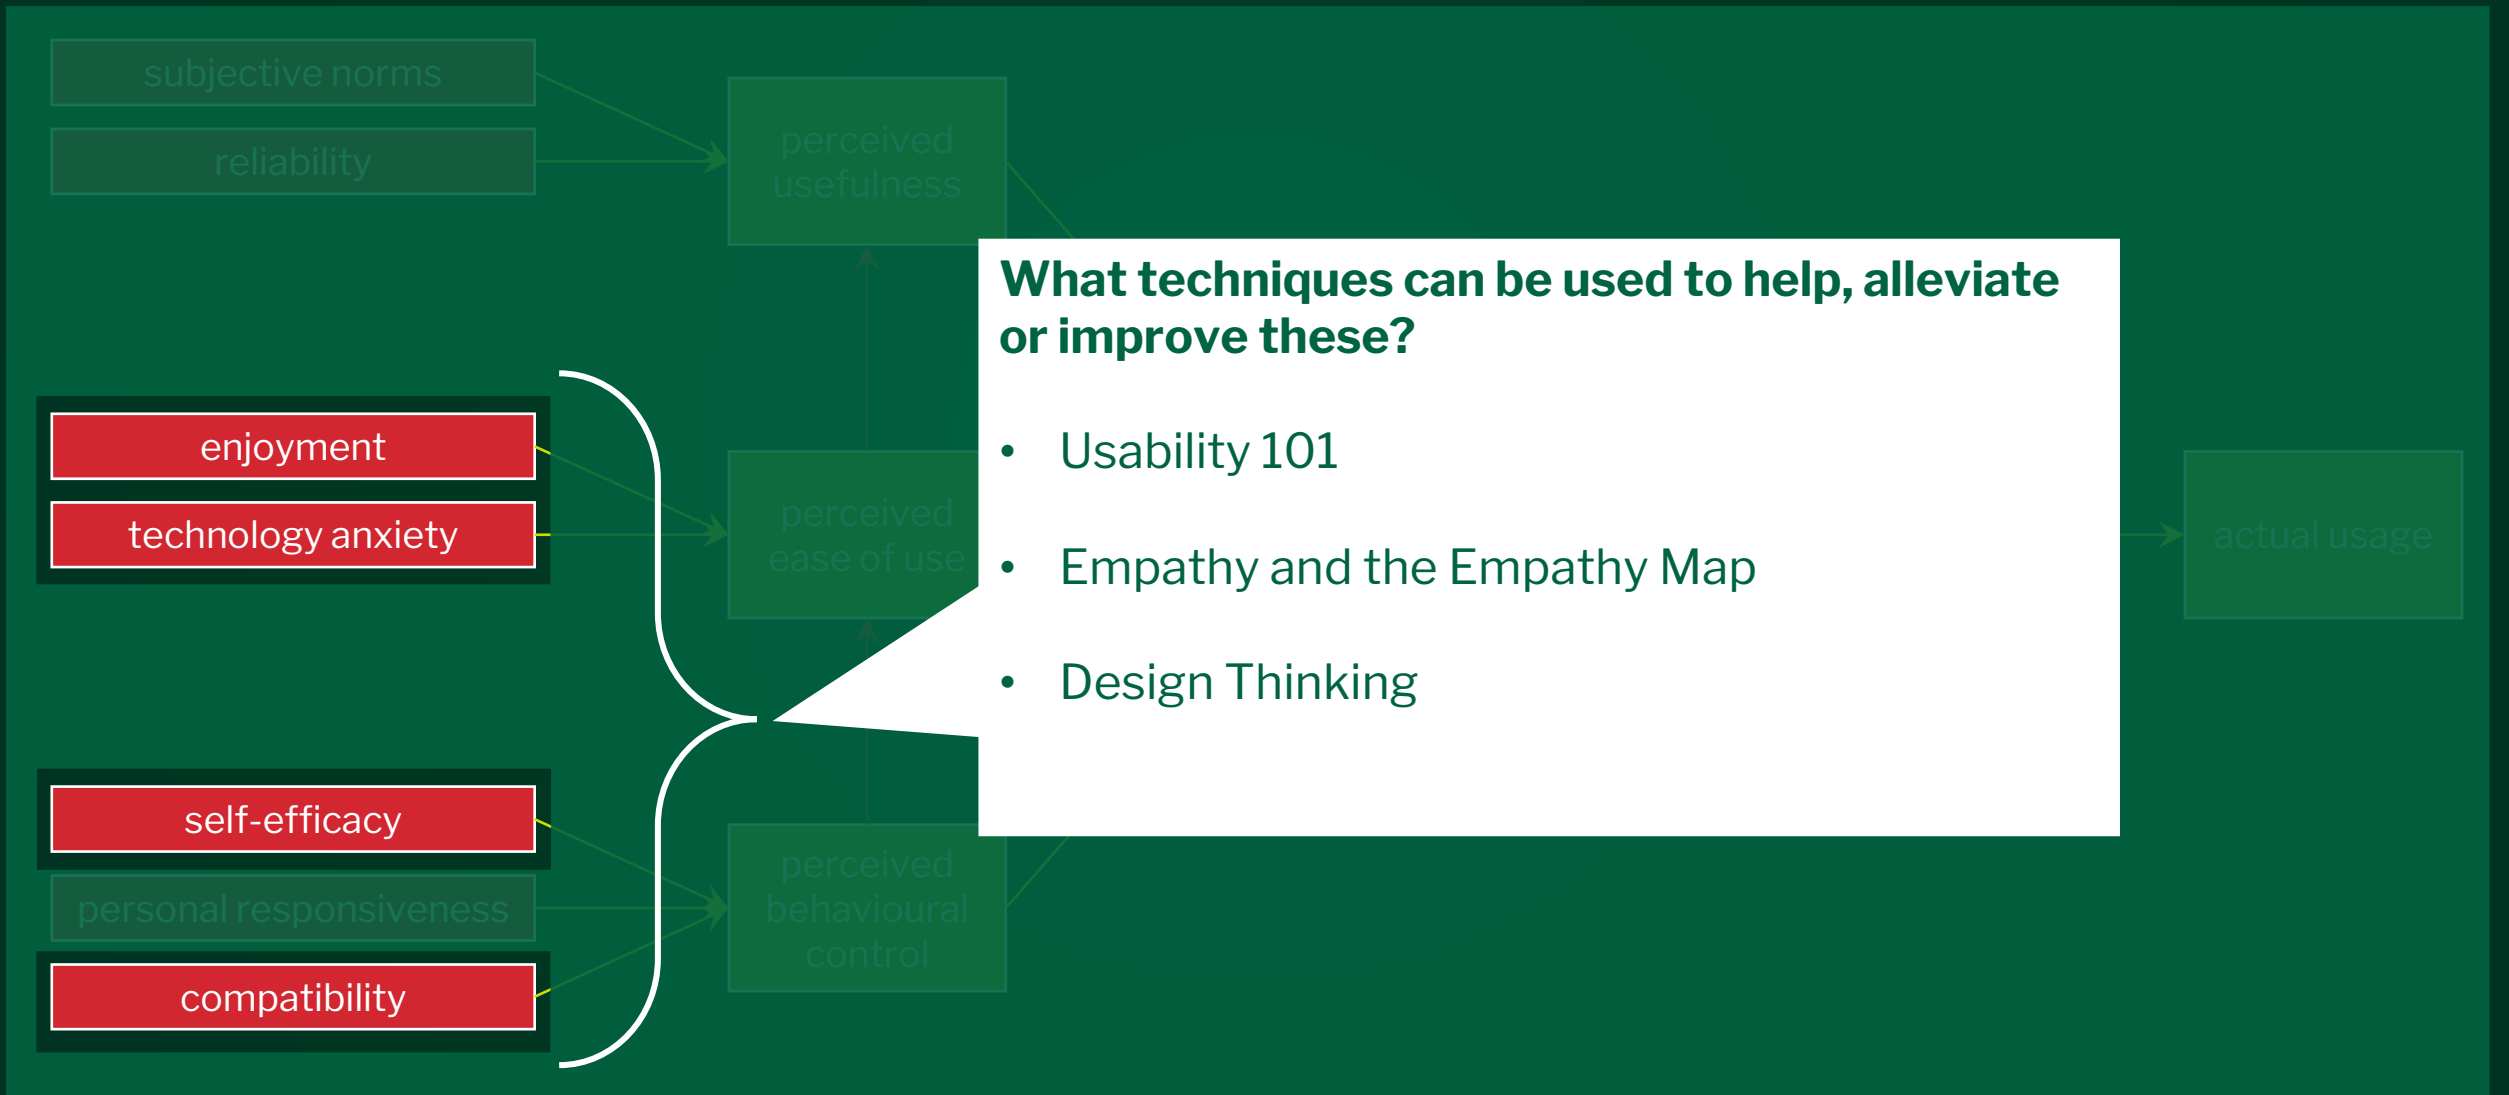 subjective norms
reliability
perceived
usefulness
What techniques can be used to help, alleviate
or improve these?
• Usability 101
• Empathy and the Empathy Map
• Design Thinking
enjoyment
technology anxiety
perceived
ease of use
actual usage
self-efficacy
personal responsiveness
compatibility
perceived
behavioural
control